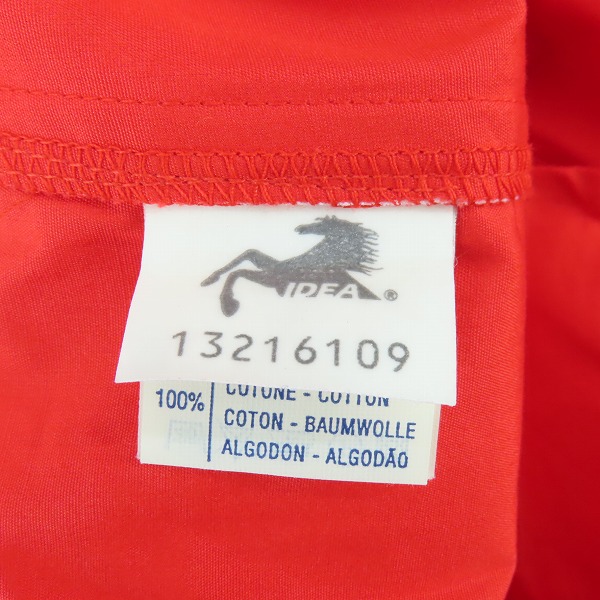 IDEA ®
13216109
100% COTONE - COTTON
COTON - BAUMWOLLE
ALGODON - ALGODÃO